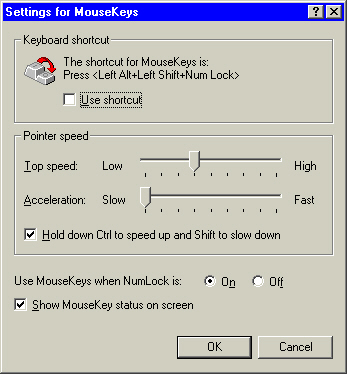 Settings for MouseKeys
Keyboard shortcut
The shortcut for MouseKeys is:
Press <Left Alt+Left Shift+Num Lock>
Use shortcut
Pointer speed
Top speed: Low High
Acceleration: Slow Fast
Hold down Ctrl to speed up and Shift to slow down
Use MouseKeys when NumLock is: On Off
Show MouseKey status on screen
OK Cancel